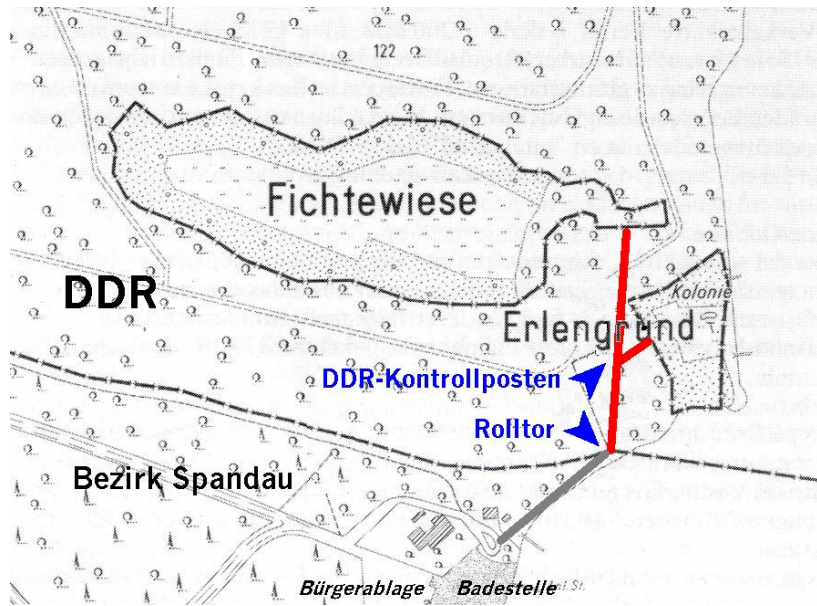 122
Fichtewiese
DDR
Kolonie
Erlengrund
DDR-Kontrollposten
Rolltor
Bezirk Spandau
Bürgerablage Badestelle